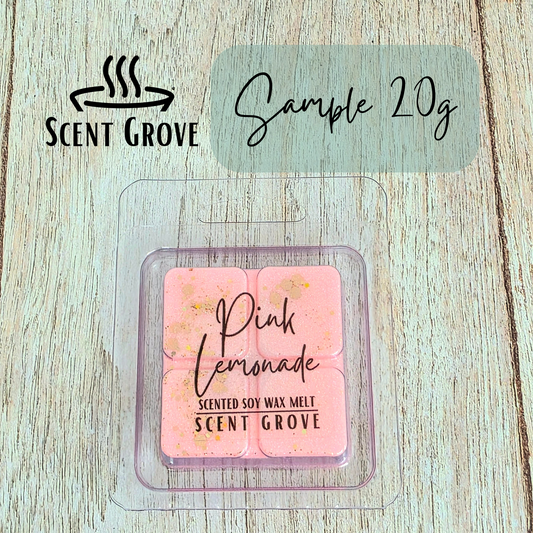 SCENT GROVE
Sample 20g
Pink
Lemonade
SCENTED SOY WAX MELT
SCENT GROVE